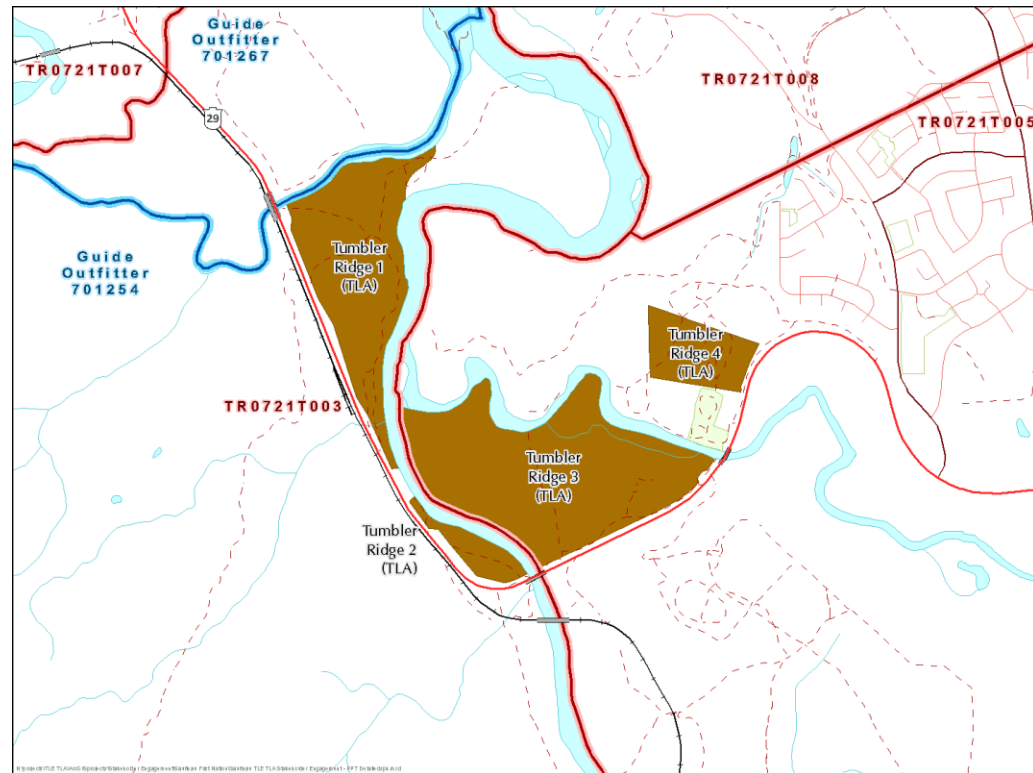 Guide
Outfitter
701267
TR0721T007
TR0721T008
29
TR0721T005
Guide
Outfitter
701254
Tumbler
Ridge 1
(TLA)
Tumbler
Ridge 4
(TLA)
TR0721T003
Tumbler
Ridge 3
(TLA)
Tumbler
Ridge 2
(TLA)